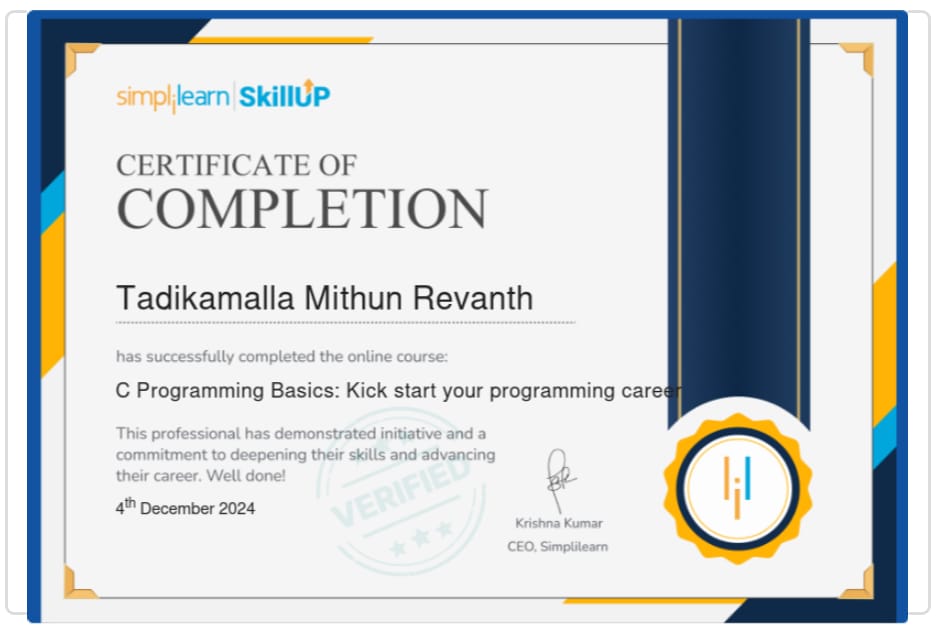 simplilearn | SkillUP
CERTIFICATE OF
COMPLETION
Tadikamalla Mithun Revanth
has successfully completed the online course:
C Programming Basics: Kick start your programming career
This professional has demonstrated initiative and a
commitment to deepening their skills and advancing
their career. Well done!
VERIFIED
4th December 2024
Krishna Kumar
CEO, Simplilearn